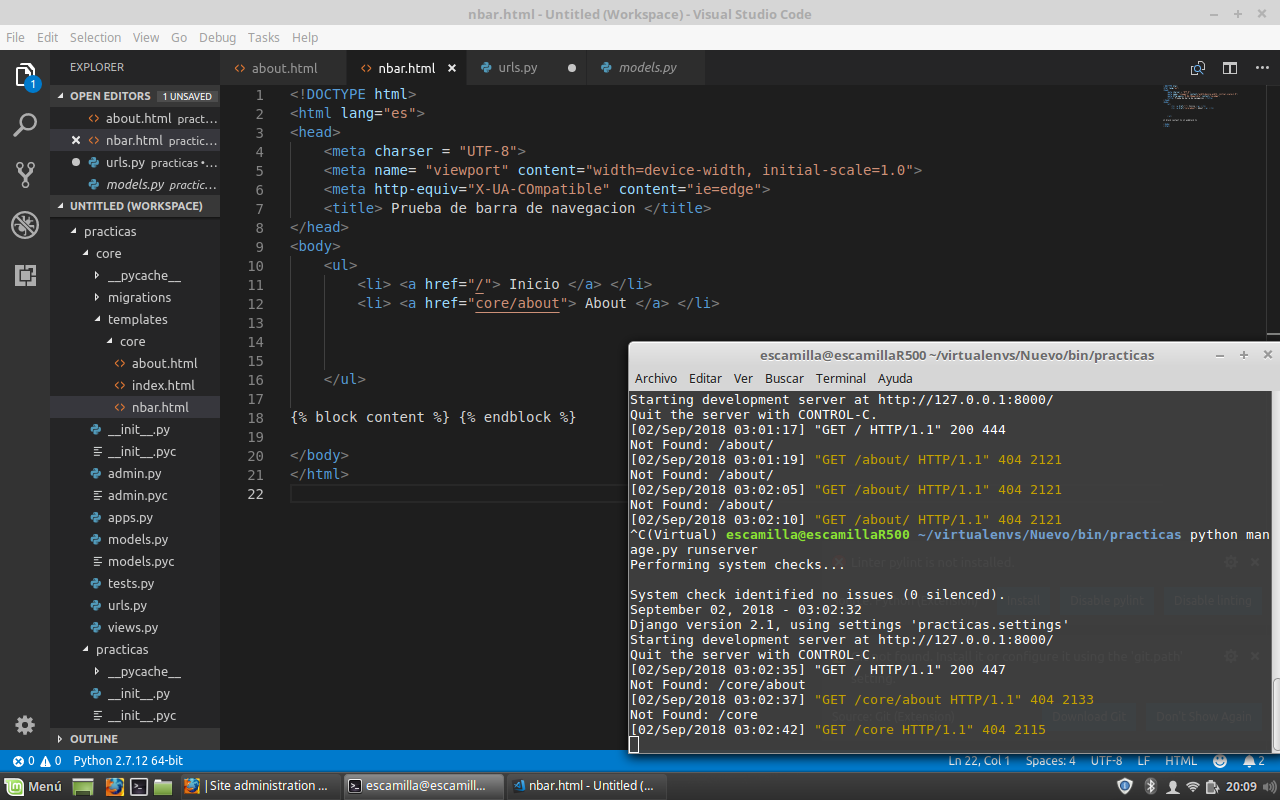 nbar.html - Untitled (Workspace) - Visual Studio Code
File Edit Selection View Go Debug Tasks Help
EXPLORER
about.html nbar.html urls.py models.py
1
OPEN EDITORS 1 UNSAVED
about.html pract...
nbar.html practic...
urls.py practicas •...
models.py practic...
UNTITLED (WORKSPACE)
practicas
core
__pycache__
migrations
templates
core
about.html
index.html
nbar.html
__init__.py
__init__.pyc
admin.py
admin.pyc
apps.py
models.py
models.pyc
tests.py
urls.py
views.py
practicas
__pycache__
__init__.py
__init__.pyc
OUTLINE
1 <!DOCTYPE html>
2 <html lang="es">
3 <head>
4 <meta charser = "UTF-8">
5 <meta name= "viewport" content="width=device-width, initial-scale=1.0">
6 <meta http-equiv="X-UA-COmpatible" content="ie=edge">
7 <title> Prueba de barra de navegacion </title>
8 </head>
9 <body>
10 <ul>
11 <li> <a href="/"> Inicio </a> </li>
12 <li> <a href="core/about"> About </a> </li>
13
14
15
16 </ul>
17
18 {% block content %} {% endblock %}
19
20 </body>
21 </html>
22
escamilla@escamillaR500 ~/virtualenvs/Nuevo/bin/practicas
Archivo Editar Ver Buscar Terminal Ayuda
Starting development server at http://127.0.0.1:8000/
Quit the server with CONTROL-C.
[02/Sep/2018 03:01:17] "GET / HTTP/1.1" 200 444
Not Found: /about/
[02/Sep/2018 03:01:19] "GET /about/ HTTP/1.1" 404 2121
Not Found: /about/
[02/Sep/2018 03:02:05] "GET /about/ HTTP/1.1" 404 2121
Not Found: /about/
[02/Sep/2018 03:02:10] "GET /about/ HTTP/1.1" 404 2121
^C(Virtual) escamilla@escamillaR500 ~/virtualenvs/Nuevo/bin/practicas python man
age.py runserver
Performing system checks...
Linter pylint is not installed.
System check identified no issues (0 silenced).
Install Disable pylint Disable linting
September 02, 2018 - 03:02:32
Django version 2.1, using settings 'practicas.settings'
Starting development server at http://127.0.0.1:8000/
Quit the server with CONTROL-C.
[02/Sep/2018 03:02:35] "GET / HTTP/1.1" 200 447
Not Found: /core/about
[02/Sep/2018 03:02:37] "GET /core/about HTTP/1.1" 404 2133
Not Found: /core
Download Git Don't Show Again
[02/Sep/2018 03:02:42] "GET /core HTTP/1.1" 404 2115
0 0 Python 2.7.12 64-bit Ln 22, Col 1 Spaces: 4 UTF-8 LF HTML 2
Menú | Site administration ... escamilla@escamill... nbar.html - Untitled (... 20:09